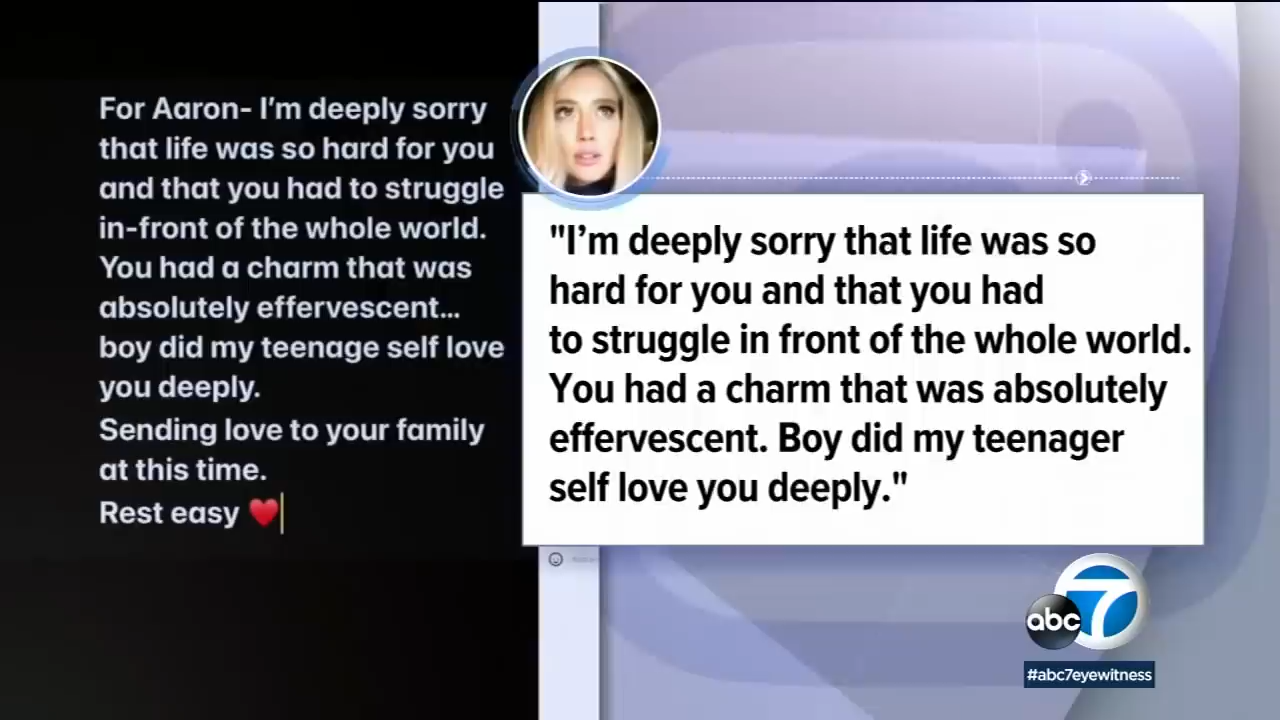 For Aaron- I'm deeply sorry
that life was so hard for you
and that you had to struggle
in-front of the whole world.
You had a charm that was
absolutely effervescent...
boy did my teenage self love
you deeply.
Sending love to your family
at this time.
Rest easy ♥️
"I'm deeply sorry that life was so
hard for you and that you had
to struggle in front of the whole world.
You had a charm that was absolutely
effervescent. Boy did my teenager
self love you deeply."
abc 7
#abc7eyewitness